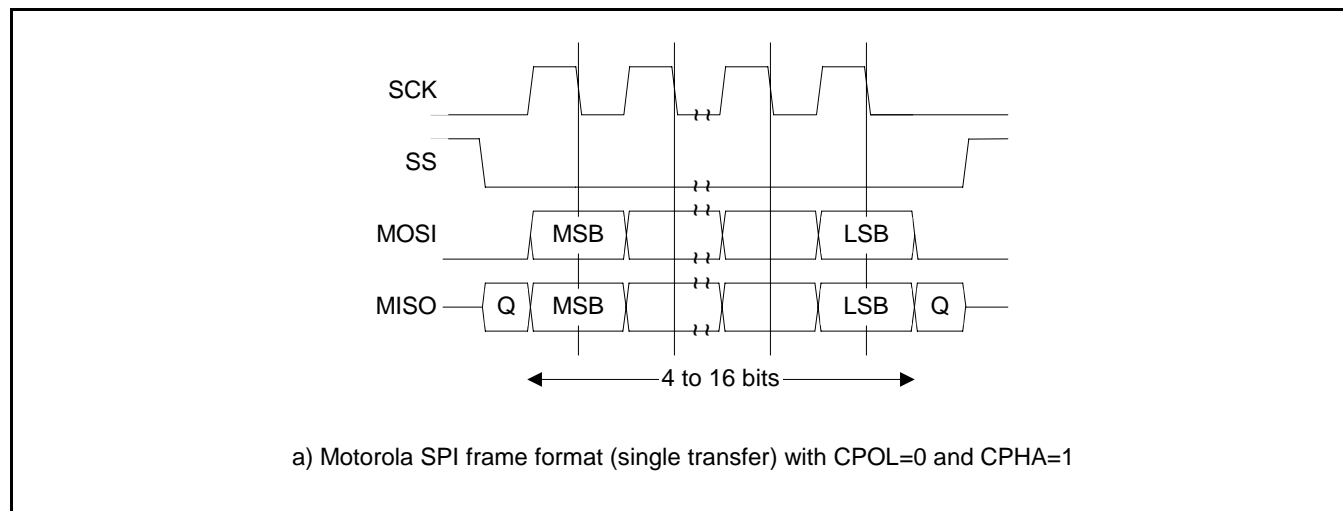 SCK
SS
MOSI MSB LSB
MISO Q MSB LSB Q
4 to 16 bits
a) Motorola SPI frame format (single transfer) with CPOL=0 and CPHA=1